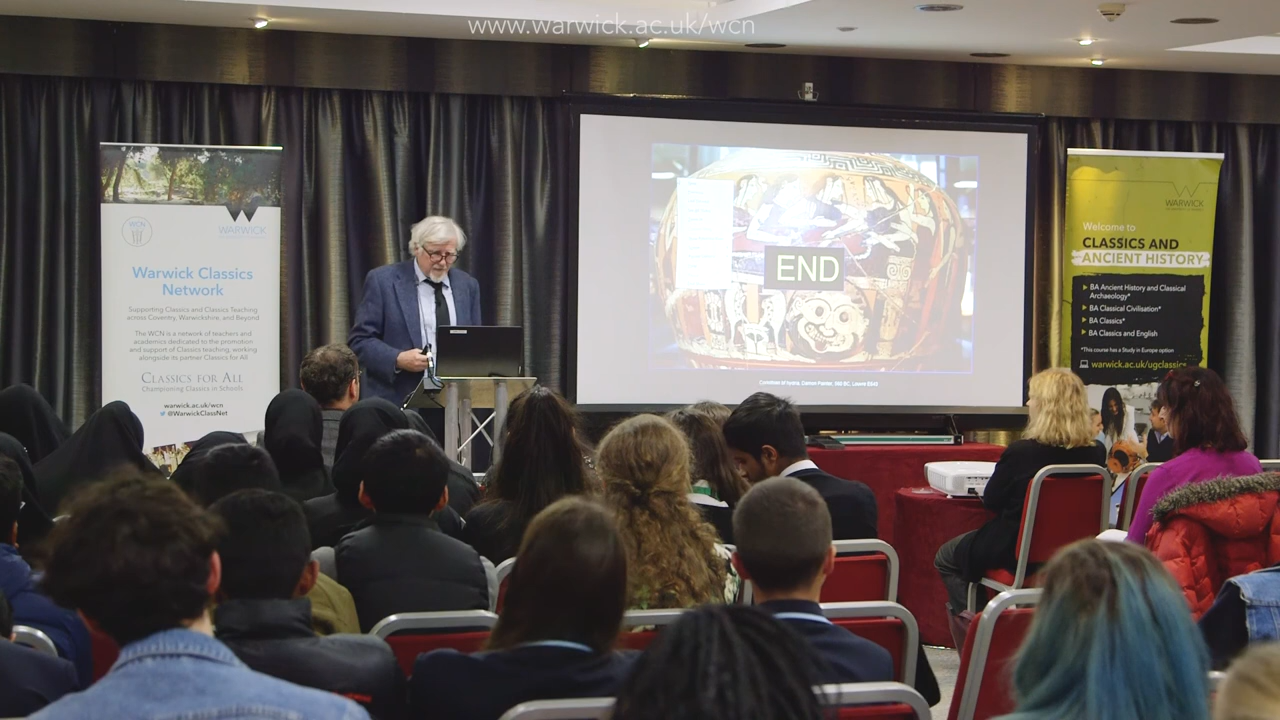 www.warwick.ac.uk/wcn
WCN
WARWICK
Warwick Classics
Network
Supporting Classics and Classics Teaching
across Coventry, Warwickshire, and Beyond
The WCN is a network of teachers and
academics dedicated to the promotion
and support of Classics teaching, working
alongside its partner Classics for All
CLASSICS FOR ALL
Championing Classics in Schools
warwick.ac.uk/wcn
@WarwickClassNet
END
WARWICK
Welcome to
CLASSICS AND
ANCIENT HISTORY
BA Ancient History and Classical
Archaeology*
BA Classical Civilisation*
BA Classics*
BA Classics and English
*This course has a Study in Europe option
warwick.ac.uk/ugclassics